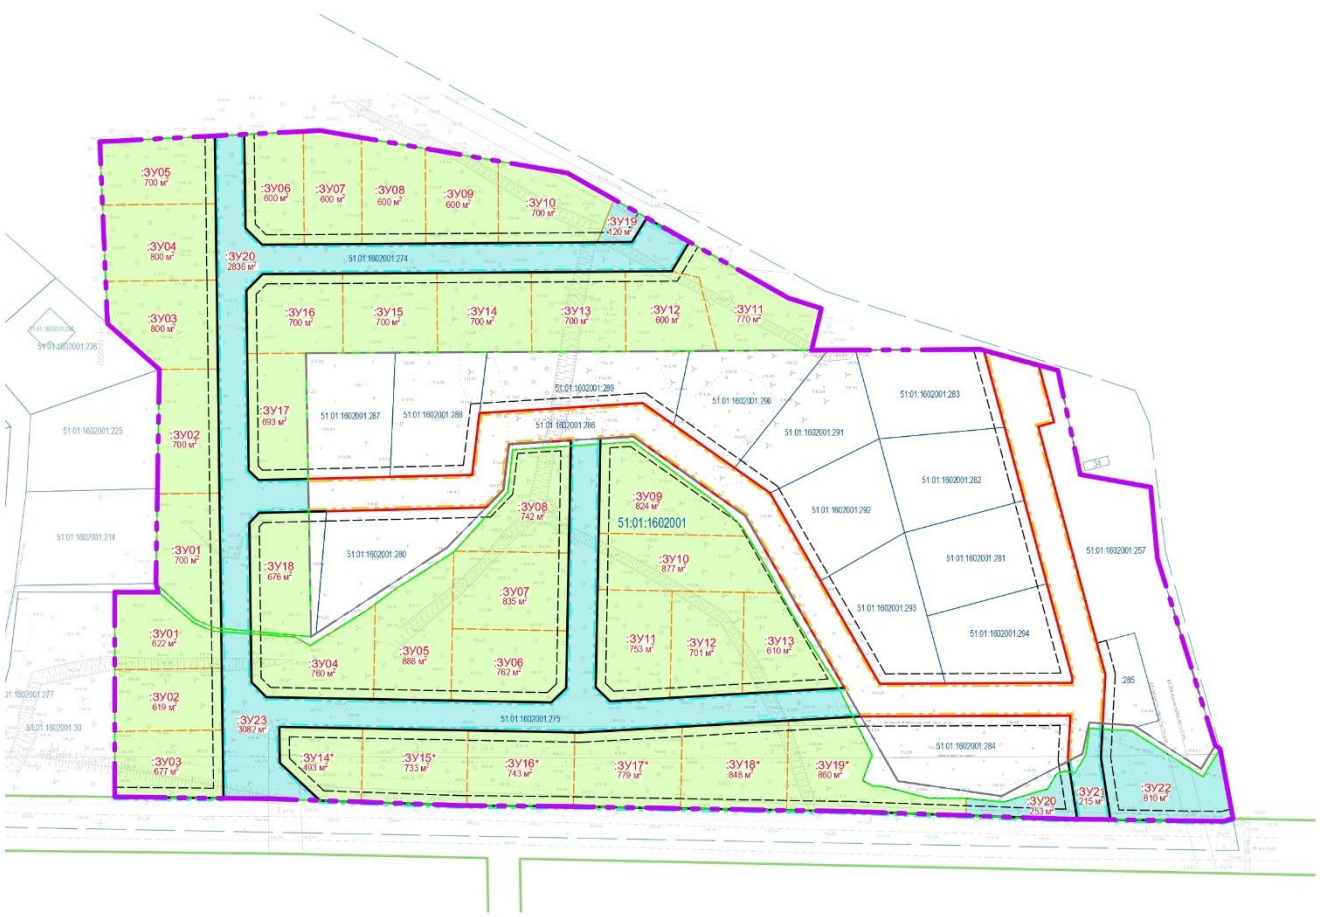 :ЗУ05
700 м²
:ЗУ06
600 м²
:ЗУ07
600 м²
:ЗУ08
600 м²
:ЗУ09
600 м²
:ЗУ10
700 м²
:ЗУ19
120 м²
:ЗУ04
800 м²
:ЗУ20
2836 м²
51:01:1602001:274
:ЗУ03
800 м²
:ЗУ16
700 м²
:ЗУ15
700 м²
:ЗУ14
700 м²
:ЗУ13
700 м²
:ЗУ12
600 м²
:ЗУ11
770 м²
51:01:1602001:236
51:01:1602001:289
51:01:1602001:283
51:01:1602001:290
:ЗУ17
693 м²
51:01:1602001:287
51:01:1602001:288
51:01:1602001:286
51:01:1602001:225
:ЗУ02
700 м²
51:01:1602001:291
34
51:01:1602001:282
:ЗУ08
742 м²
:ЗУ09
824 м²
51:01:1602001
51:01:1602001:292
51:01:1602001:214
:ЗУ01
700 м²
51:01:1602001:280
:ЗУ18
676 м²
:ЗУ10
877 м²
51:01:1602001:281
51:01:1602001:257
:ЗУ07
835 м²
51:01:1602001:293
:ЗУ01
622 м²
:ЗУ11
753 м²
:ЗУ12
701 м²
:ЗУ13
610 м²
51:01:1602001:294
:ЗУ04
760 м²
:ЗУ05
888 м²
:ЗУ06
762 м²
:285
:ЗУ02
619 м²
51:01:1602001:30
:ЗУ23
3082 м²
51:01:1602001:275
51:01:1602001:284
:ЗУ03
677 м²
:ЗУ14*
493 м²
:ЗУ15*
733 м²
:ЗУ16*
743 м²
:ЗУ17*
779 м²
:ЗУ18*
848 м²
:ЗУ19*
860 м²
:ЗУ20
253 м²
:ЗУ21
215 м²
:ЗУ22
810 м²